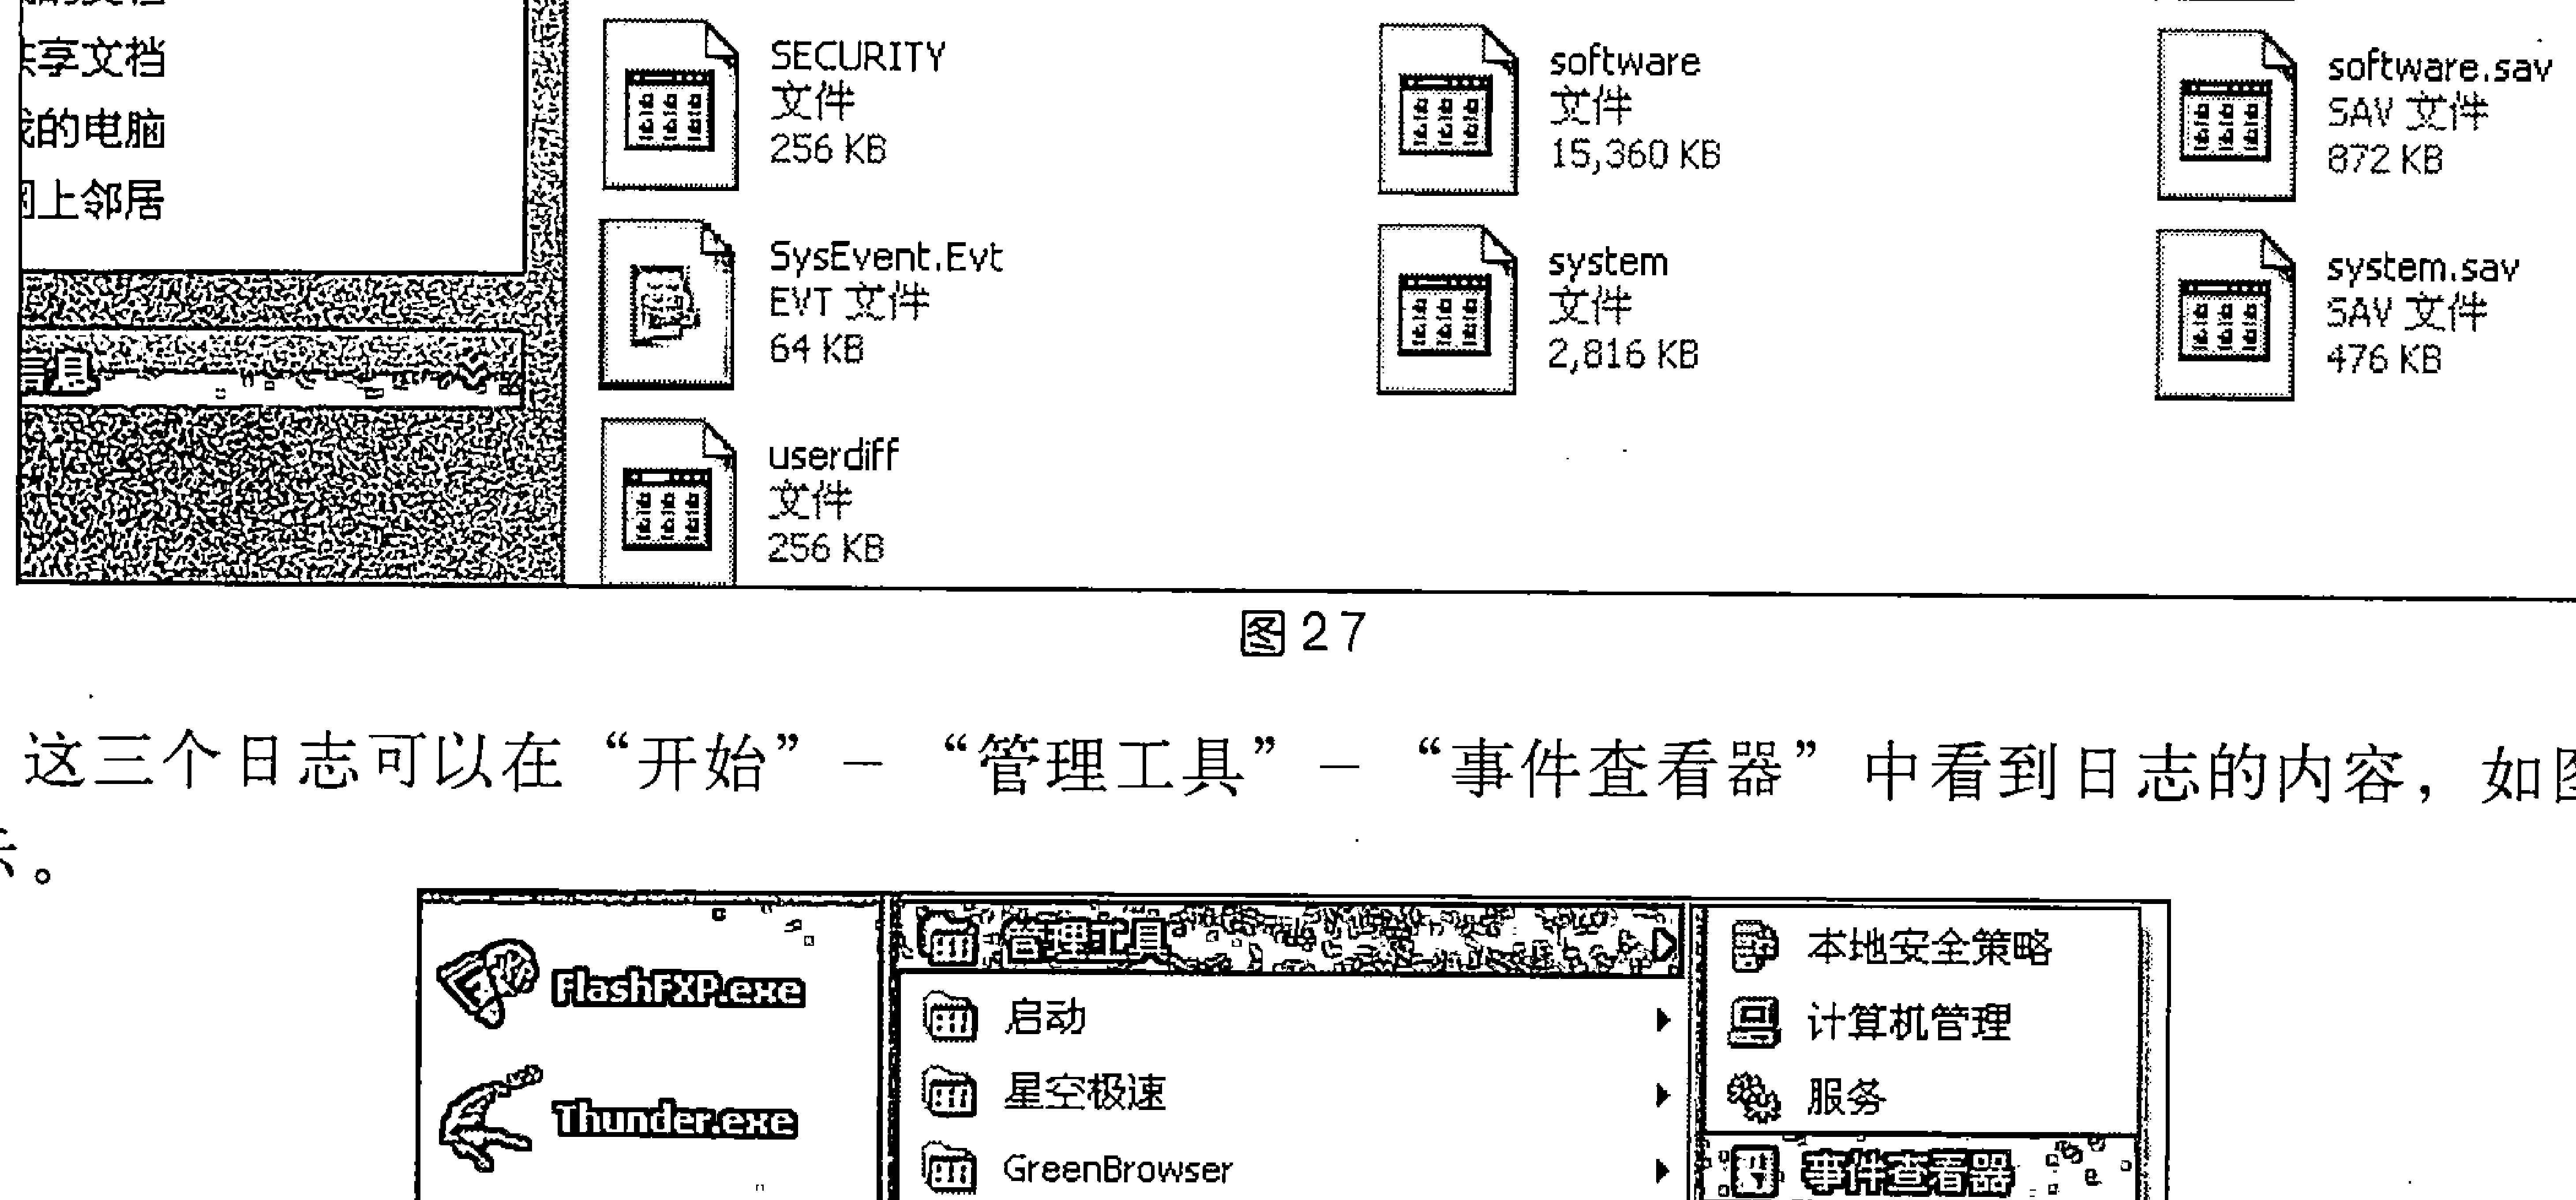 共享文档
我的电脑
网上邻居
SECURITY
文件
256 KB
software
文件
15,360 KB
software.sav
SAV 文件
872 KB
SysEvent.Evt
EVT 文件
64 KB
system
文件
2,816 KB
system.sav
SAV 文件
476 KB
userdiff
文件
256 KB
图27
这三个日志可以在“开始”－“管理工具”－“事件查看器”中看到日志的内容，如图
。
FlashFXP.exe
Thunder.exe
管理工具
启动
星空极速
GreenBrowser
本地安全策略
计算机管理
服务
事件查看器